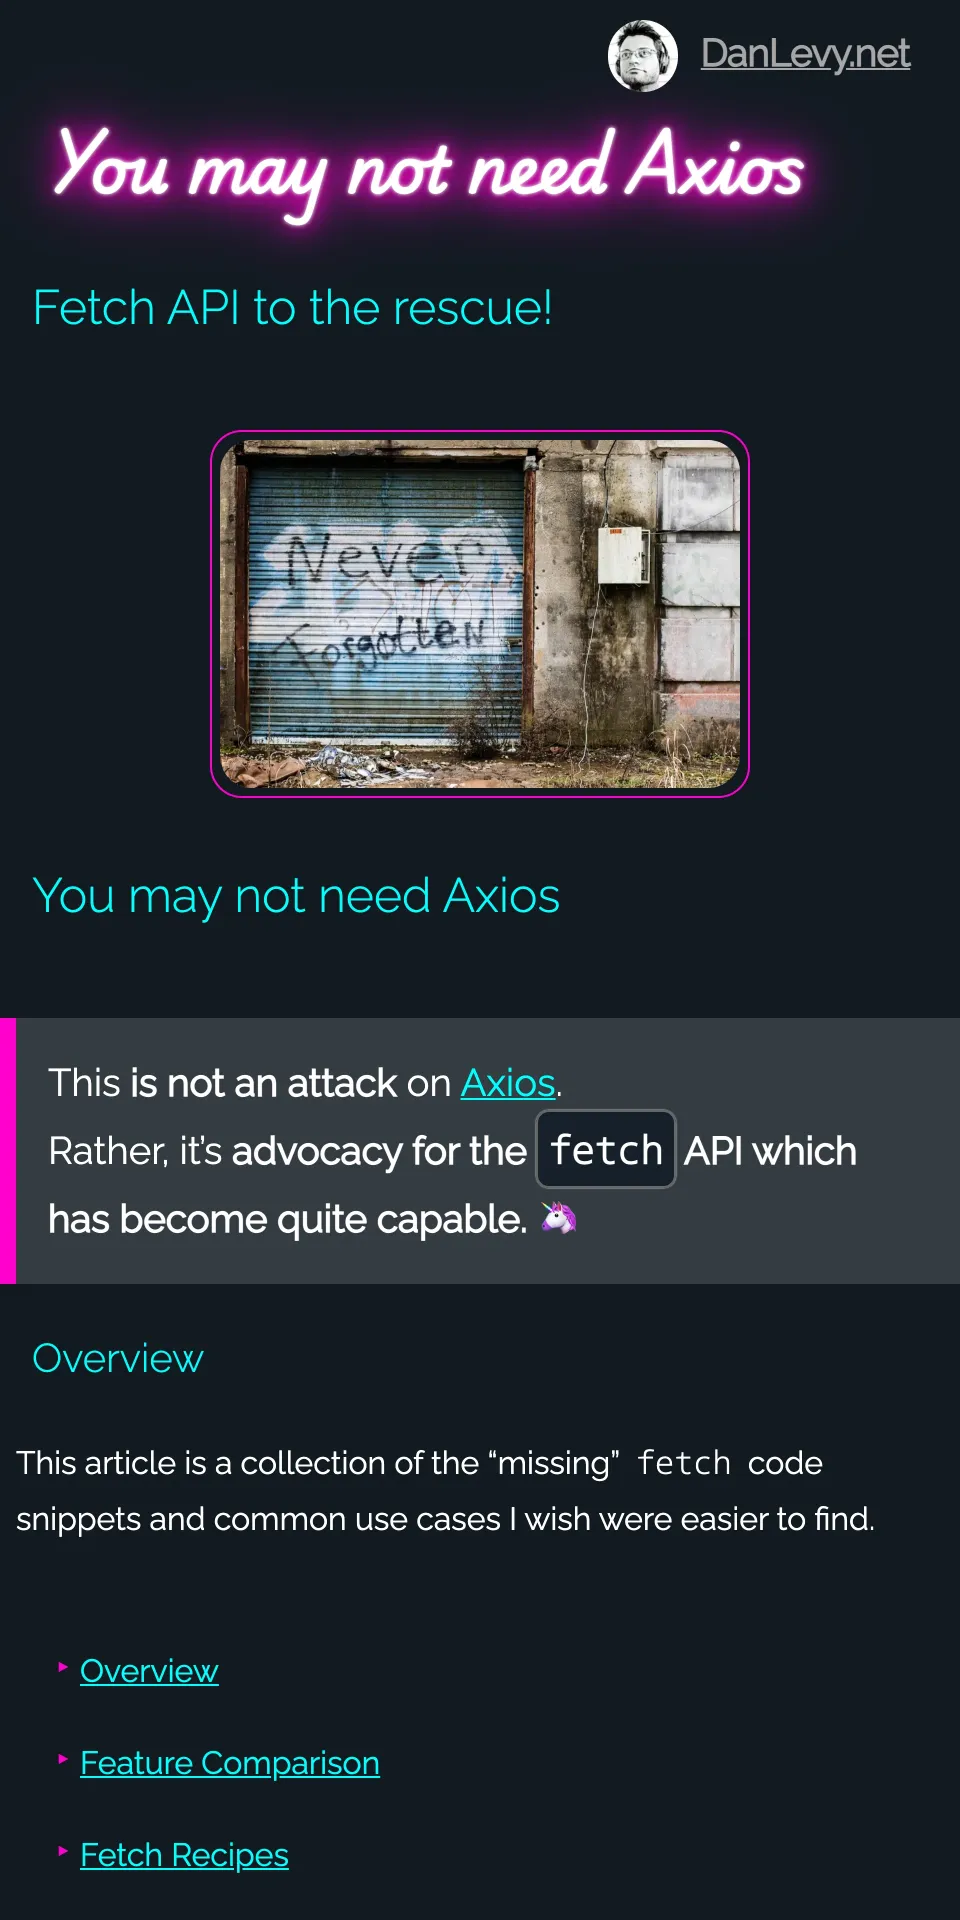 DanLevy.net
You may not need Axios
Fetch API to the rescue!
Never
Forgotten
You may not need Axios
This is not an attack on Axios.
Rather, it’s advocacy for the fetch API which
has become quite capable. 🦄
Overview
This article is a collection of the “missing” fetch code
snippets and common use cases I wish were easier to find.
‣ Overview
‣ Feature Comparison
‣ Fetch Recipes